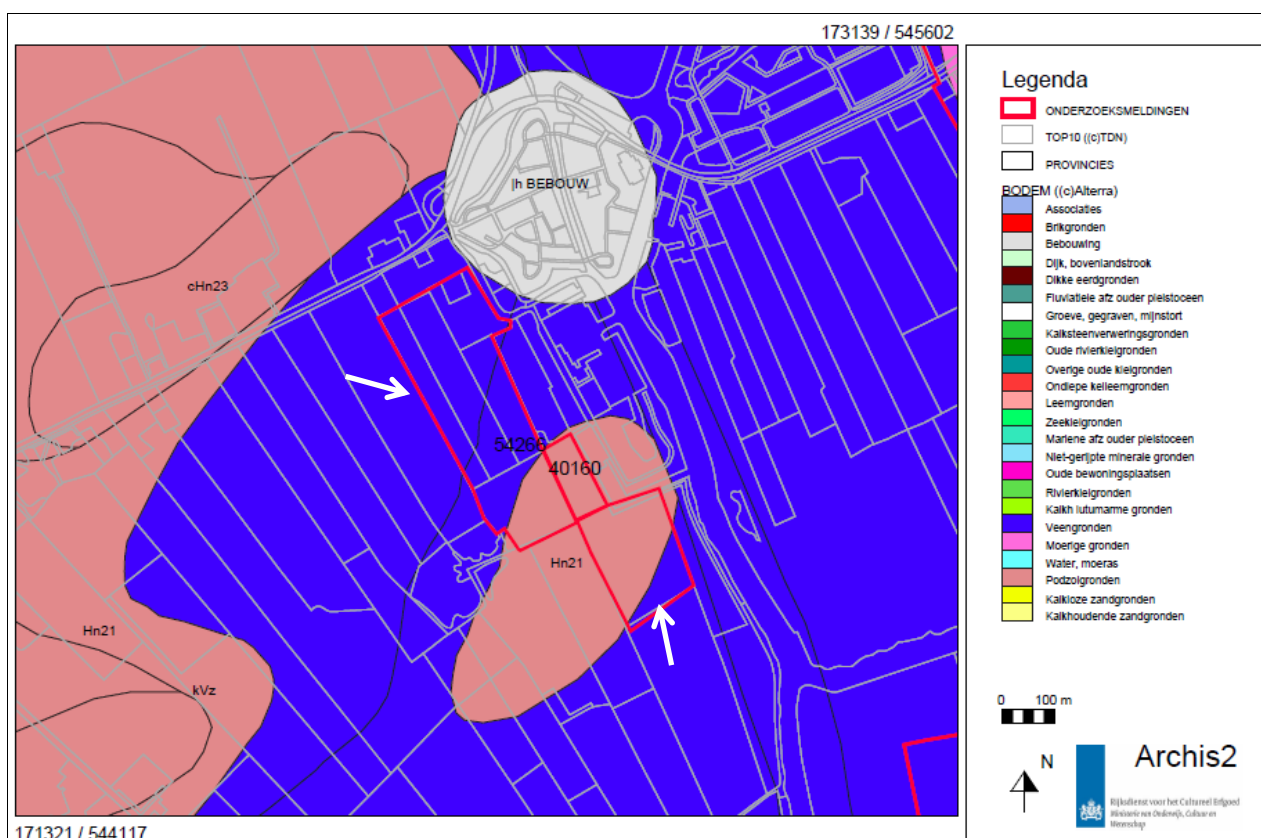 173139 / 545602
|h BEBOUW
cHn23
54266
40160
Hn21
Hn21
kVz
171321 / 544117
Legenda
ONDERZOEKSMELDINGEN
TOP10 ((c)TDN)
PROVINCIES
BODEM ((c)Alterra)
Associaties
Brikgronden
Bebouwing
Dijk, bovenlandstrook
Dikke eerdgronden
Fluviatiele afz ouder pleistoceen
Groeve, gegraven, mijnstort
Kalksteenverweringsgronden
Oude rivierkleigronden
Overige oude kleigronden
Ondiepe keileemgronden
Leemgronden
Zeekleigronden
Mariene afz ouder pleistoceen
Niet-gerijpte minerale gronden
Oude bewoningsplaatsen
Rivierkleigronden
Kalkh lutumarme gronden
Veengronden
Moerige gronden
Water, moeras
Podzolgronden
Kalkloze zandgronden
Kalkhoudende zandgronden
0 100 m
N
Archis2
Rijksdienst voor het Cultureel Erfgoed
Ministerie van Onderwijs, Cultuur en
Wetenschap